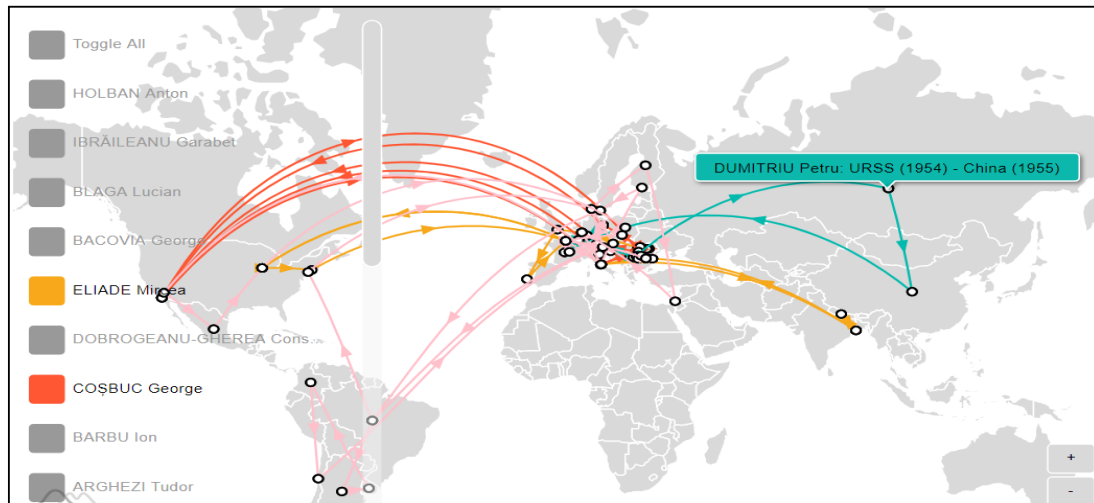 Toggle All
HOLBAN Anton
IBRĂILEANU Garabet
BLAGA Lucian
BACOVIA George
ELIADE Mircea
DOBROGEANU-GHEREA Cons...
COȘBUC George
BARBU Ion
ARGHEZI Tudor
DUMITRIU Petru: URSS (1954) - China (1955)
+
-